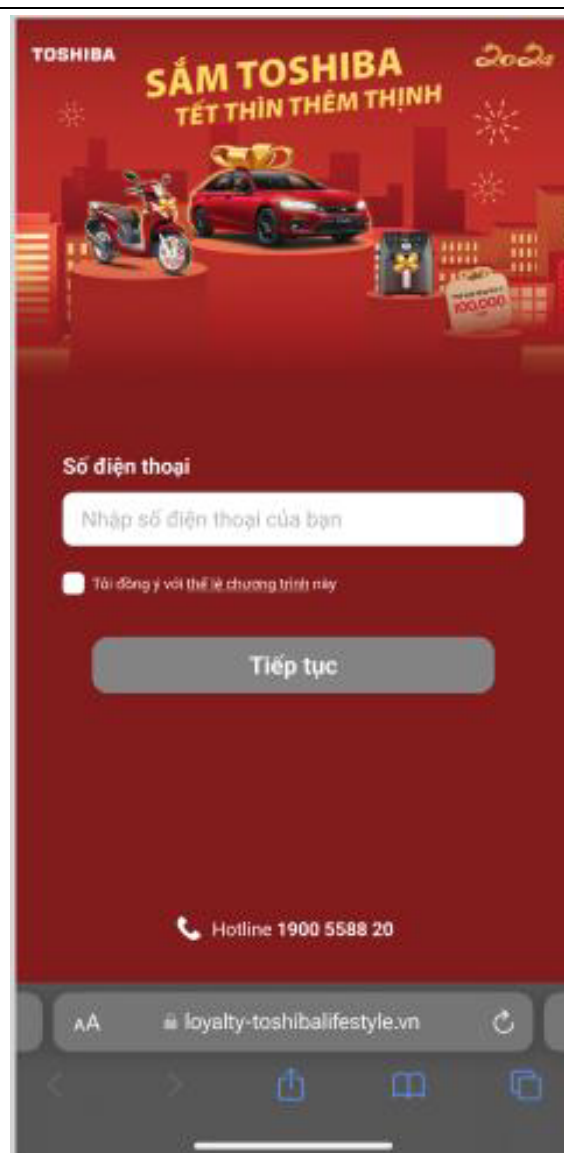 TOSHIBA
SẮM TOSHIBA
2024
TẾT THÌN THÊM THỊNH
100.000
Số điện thoại
Nhập số điện thoại của bạn
Tôi đồng ý với thể lệ chương trình này
Tiếp tục
Hotline 1900 5588 20
AA
loyalty-toshibalifestyle.vn